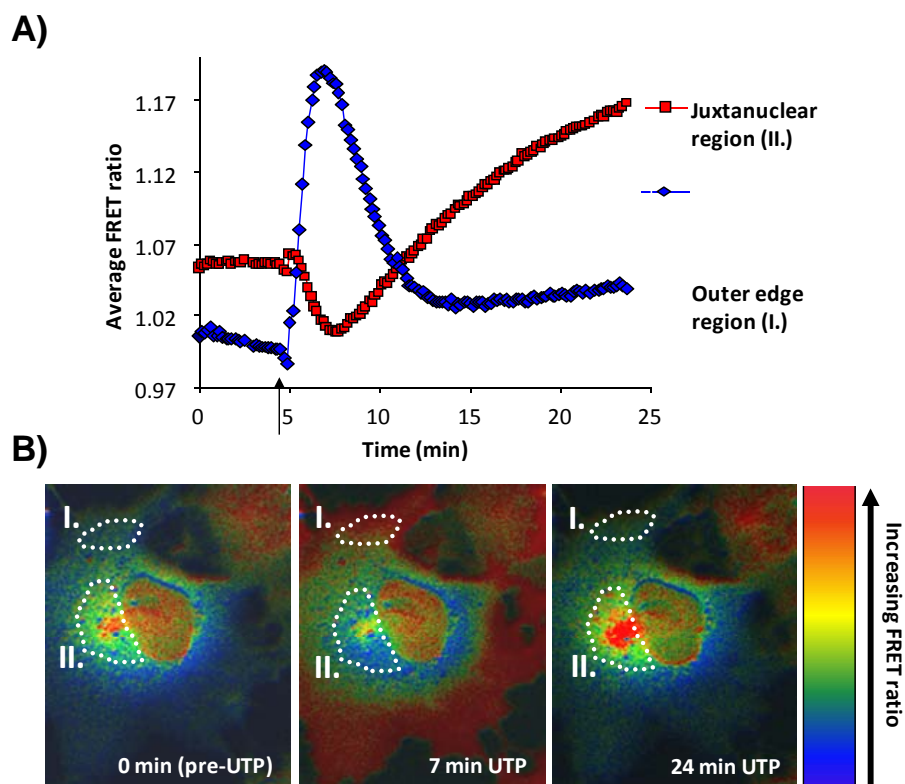 A)
Average FRET ratio
1.17
1.12
1.07
1.02
0.97
0 5 10 15 20 25
Time (min)
Juxtanuclear
region (II.)
Outer edge
region (I.)
B)
I.
II.
0 min (pre-UTP)
I.
II.
7 min UTP
I.
II.
24 min UTP
Increasing FRET ratio